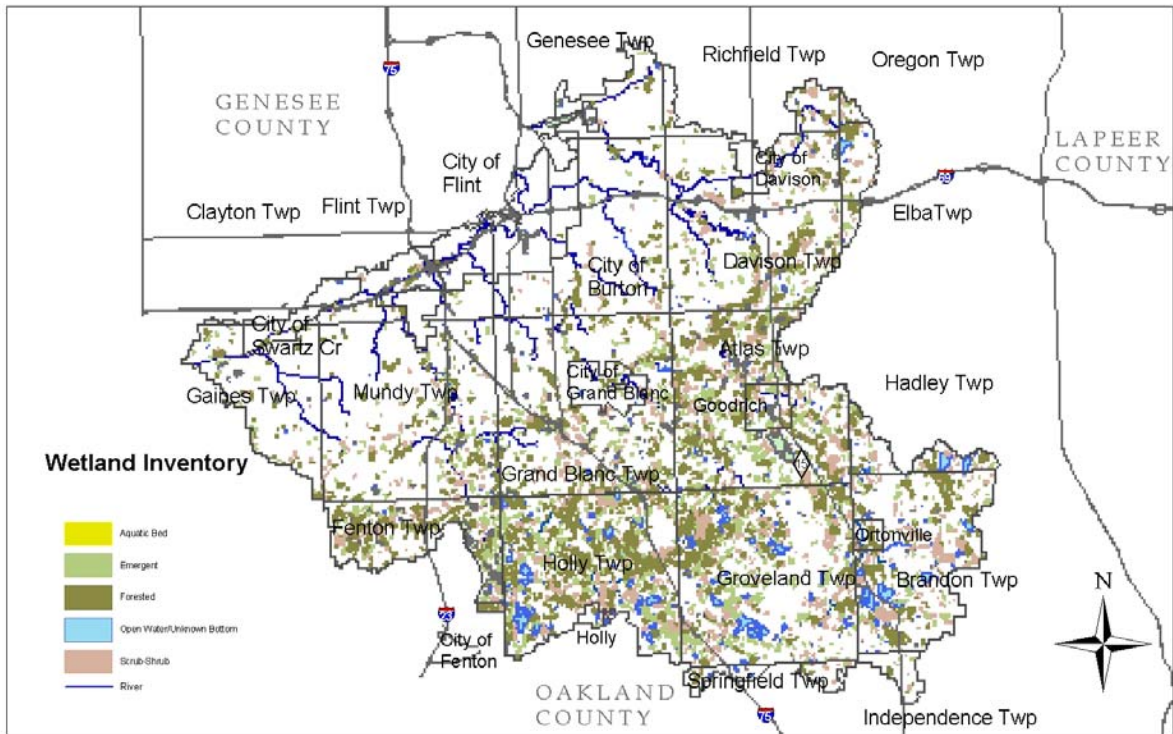 Genesee Twp
Richfield Twp
Oregon Twp
75
GENESEE
COUNTY
LAPEER
COUNTY
City of
Flint
City of
Davison
69
Clayton Twp
Flint Twp
ElbaTwp
City of
Burton
Davison Twp
City of
Swartz Cr
Atlas Twp
City of
Grand Blanc
Gaines Twp
Mundy Twp
Goodrich
Hadley Twp
Wetland Inventory
Grand Blanc Twp
15
Fenton Twp
Ortonville
Holly Twp
Groveland Twp
Brandon Twp
Aquatic Bed
Emergent
Forested
Open Water/Unknown Bottom
Scrub-Shrub
River
N
23
City of
Fenton
Holly
OAKLAND
COUNTY
Springfield Twp
75
Independence Twp